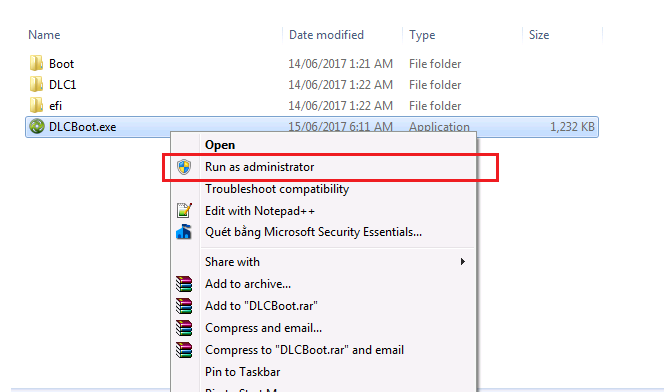 Name Date modified Type Size
Boot 14/06/2017 1:21 AM File folder
DLC1 14/06/2017 1:22 AM File folder
efi 14/06/2017 1:22 AM File folder
DLCBoot.exe 15/06/2017 6:11 AM Application 1,232 KB
Open
Run as administrator
Troubleshoot compatibility
Edit with Notepad++
Quét bằng Microsoft Security Essentials...
Share with
Add to archive...
Add to "DLCBoot.rar"
Compress and email...
Compress to "DLCBoot.rar" and email
Pin to Taskbar